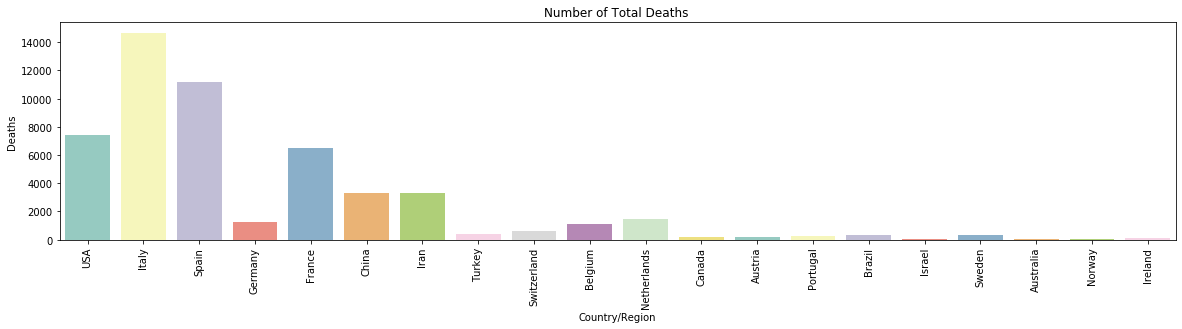 Number of Total Deaths
Deaths
14000
12000
10000
8000
6000
4000
2000
0
USA
Italy
Spain
Germany
France
China
Iran
Turkey
Switzerland
Belgium
Netherlands
Canada
Austria
Portugal
Brazil
Israel
Sweden
Australia
Norway
Ireland
Country/Region